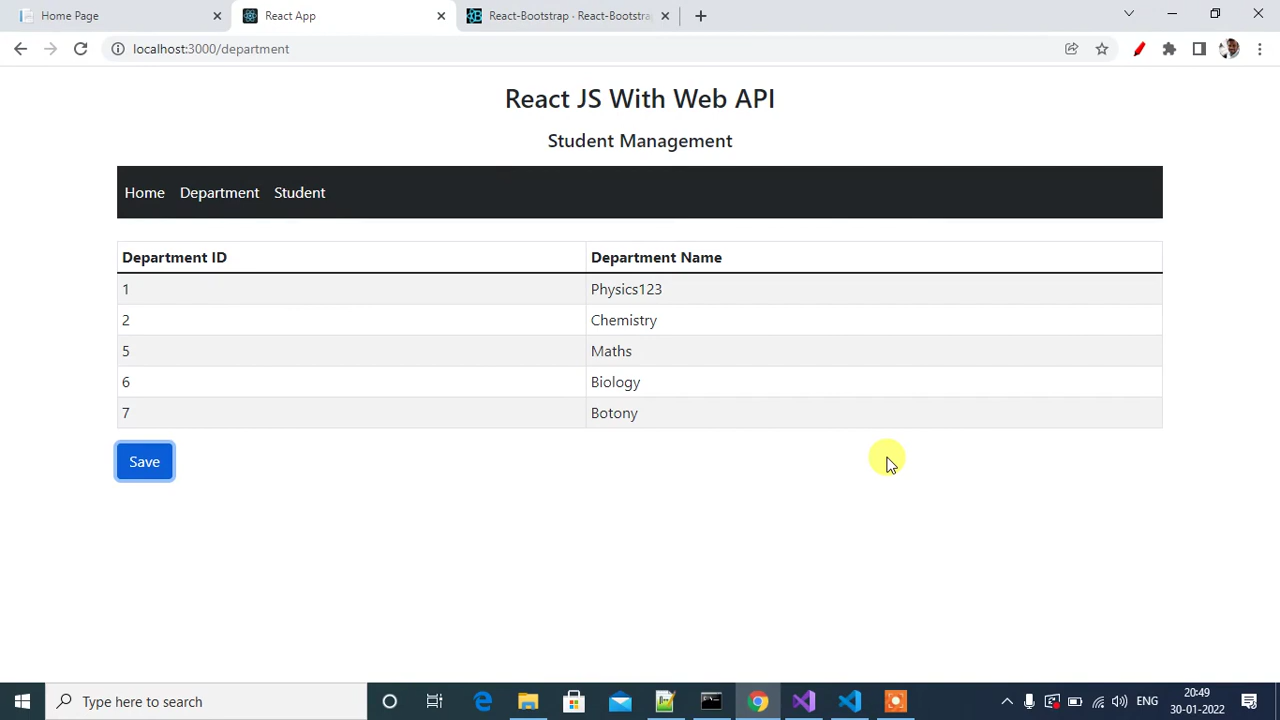 Home Page
React App
React-Bootstrap · React-Bootstra
localhost:3000/department
React JS With Web API
Student Management
Home Department Student
Department ID Department Name
1 Physics123
2 Chemistry
5 Maths
6 Biology
7 Botony
Save
Type here to search
ENG
20:49
30-01-2022